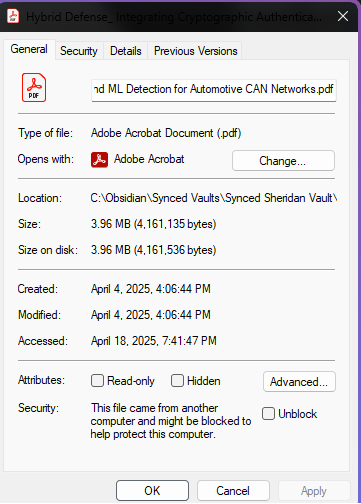 Hybrid Defense_ Integrating Cryptographic Authentica...
General
Security
Details
Previous Versions
PDF
nd ML Detection for Automotive CAN Networks.pdf
Type of file: Adobe Acrobat Document (.pdf)
Opens with: Adobe Acrobat Change...
Location: C:\Obsidian\Synced Vaults\Synced Sheridan Vault\
Size: 3.96 MB (4,161,135 bytes)
Size on disk: 3.96 MB (4,161,536 bytes)
Created: April 4, 2025, 4:06:44 PM
Modified: April 4, 2025, 4:06:44 PM
Accessed: April 18, 2025, 7:41:47 PM
Attributes: Read-only Hidden Advanced...
Security: This file came from another
computer and might be blocked to
help protect this computer.
Unblock
OK Cancel Apply